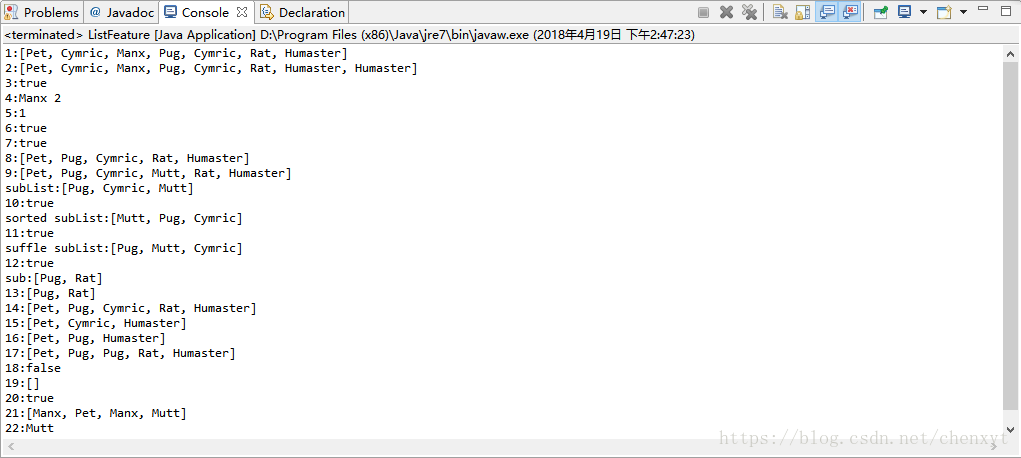 Problems @ Javadoc Console Declaration
<terminated> ListFeature [Java Application] D:\Program Files (x86)\Java\jre7\bin\javaw.exe (2018年4月19日 下午2:47:23)
1:[Pet, Cymric, Manx, Pug, Cymric, Rat, Humaster]
2:[Pet, Cymric, Manx, Pug, Cymric, Rat, Humaster, Humaster]
3:true
4:Manx 2
5:1
6:true
7:true
8:[Pet, Pug, Cymric, Rat, Humaster]
9:[Pet, Pug, Cymric, Mutt, Rat, Humaster]
subList:[Pug, Cymric, Mutt]
10:true
sorted subList:[Mutt, Pug, Cymric]
11:true
suffle subList:[Pug, Mutt, Cymric]
12:true
sub:[Pug, Rat]
13:[Pug, Rat]
14:[Pet, Pug, Cymric, Rat, Humaster]
15:[Pet, Cymric, Humaster]
16:[Pet, Pug, Humaster]
17:[Pet, Pug, Pug, Rat, Humaster]
18:false
19:[]
20:true
21:[Manx, Pet, Manx, Mutt]
22:Mutt
https://blog.csdn.net/chenxyt